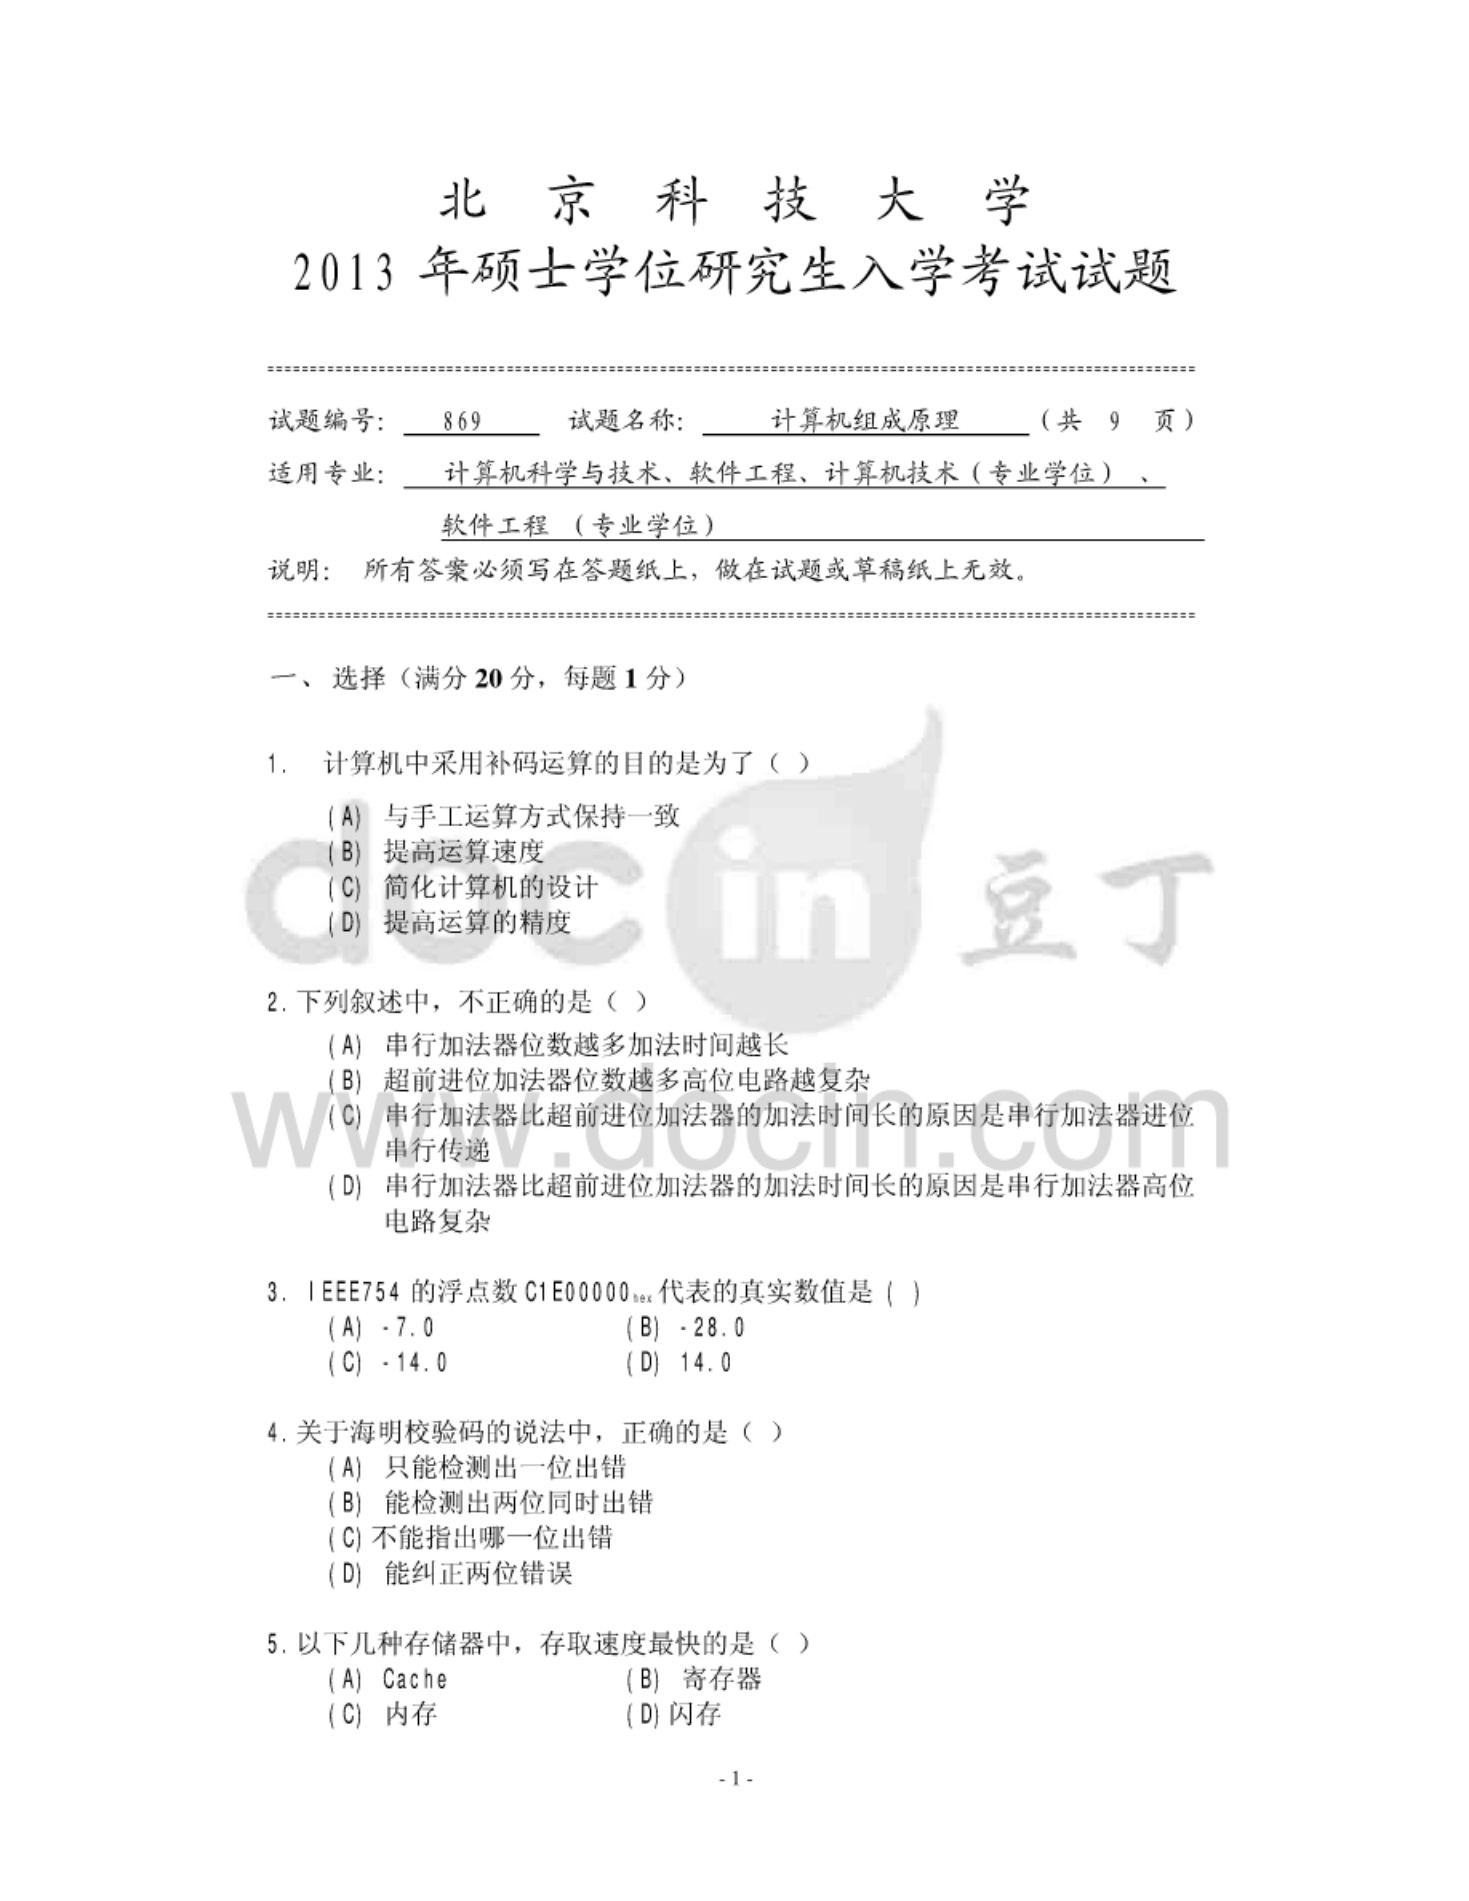 北 京 科 技 大 学
2013 年硕士学位研究生入学考试试题
试题编号: 869 试题名称: 计算机组成原理 (共 9 页)
适用专业: 计算机科学与技术、软件工程、计算机技术(专业学位) 、
软件工程 (专业学位)
说明: 所有答案必须写在答题纸上, 做在试题或草稿纸上无效。
一、 选择(满分 20 分, 每题 1 分)
1. 计算机中采用补码运算的目的是为了( )
(A) 与手工运算方式保持一致
(B) 提高运算速度
(C) 简化计算机的设计
(D) 提高运算的精度
docin 豆丁
2.下列叙述中, 不正确的是( )
(A) 串行加法器位数越多加法时间越长
(B) 超前进位加法器位数越多高位电路越复杂
www.docin.com
(C) 串行加法器比超前进位加法器的加法时间长的原因是串行加法器进位
串行传递
(D) 串行加法器比超前进位加法器的加法时间长的原因是串行加法器高位
电路复杂
3. IEEE754 的浮点数 C1E00000hex 代表的真实数值是 ( )
(A) -7.0 (B) -28.0
(C) -14.0 (D) 14.0
4.关于海明校验码的说法中, 正确的是( )
(A) 只能检测出一位出错
(B) 能检测出两位同时出错
(C) 不能指出哪一位出错
(D) 能纠正两位错误
5.以下几种存储器中, 存取速度最快的是( )
(A) Cache (B) 寄存器
(C) 内存 (D)闪存
- 1 -